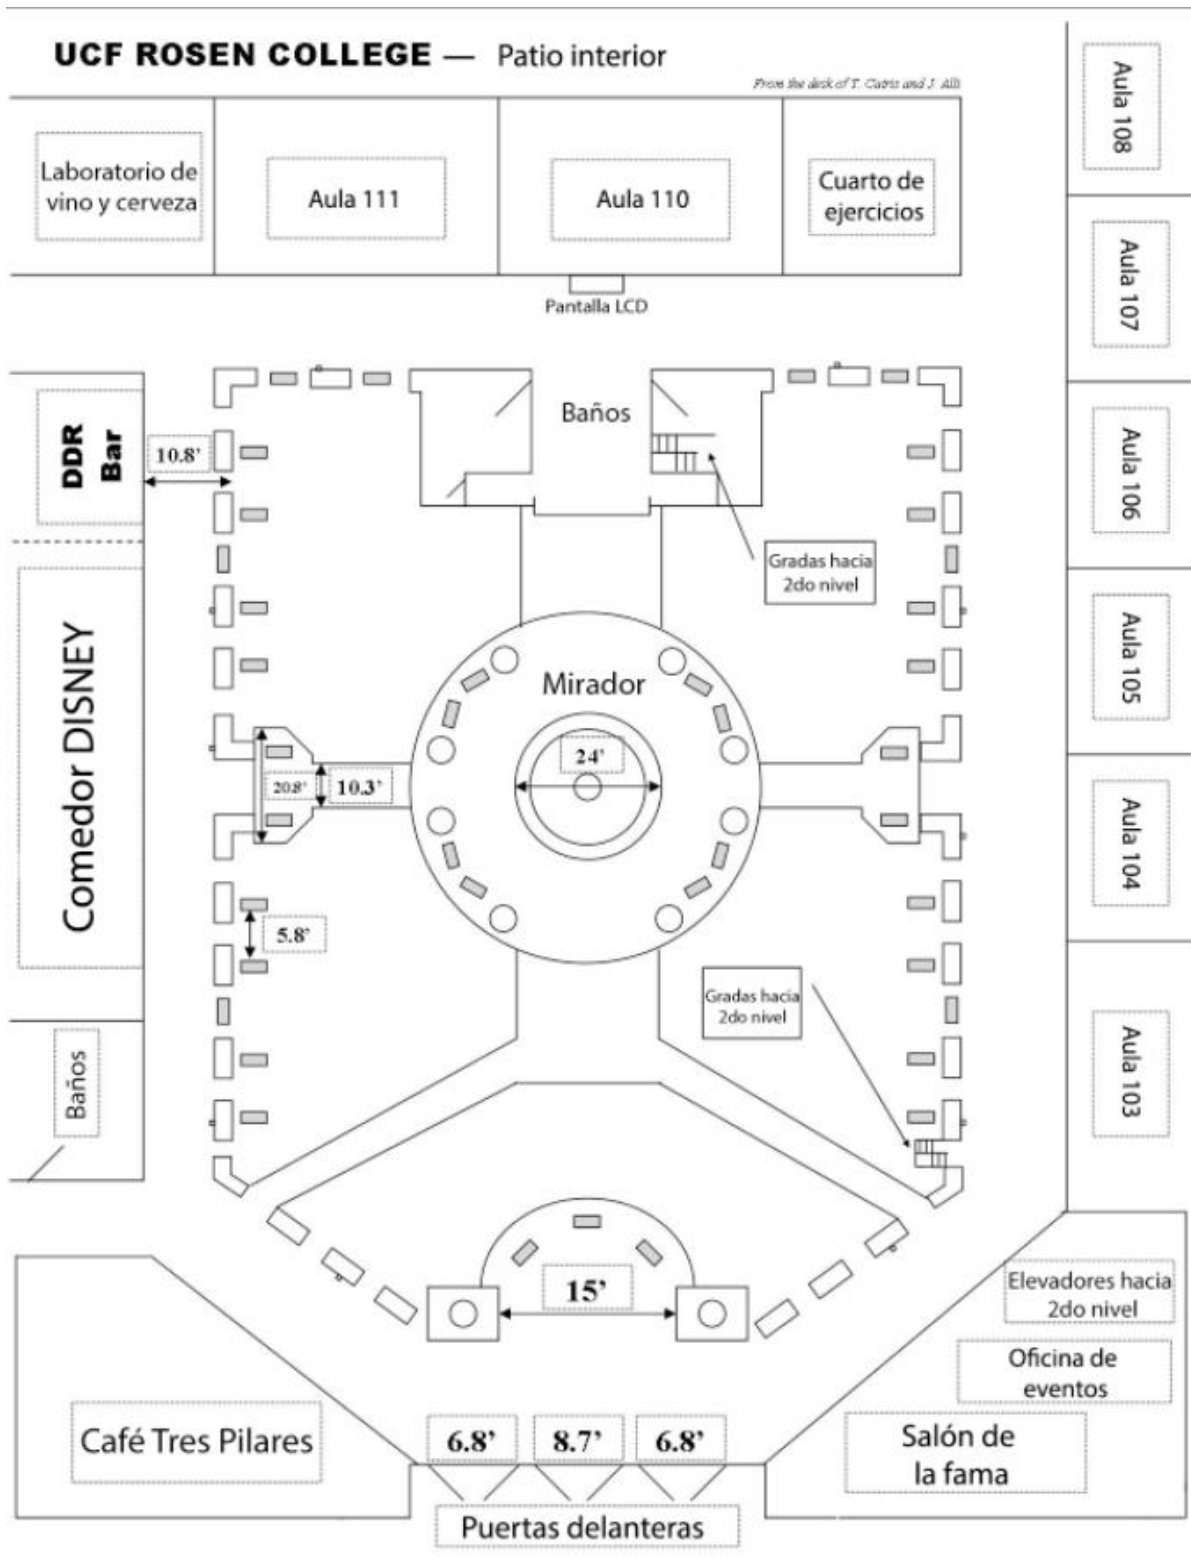 UCF ROSEN COLLEGE — Patio interior
From the desk of T. Catris and J. Alli
Laboratorio de
vino y cerveza
Aula 111
Aula 110
Cuarto de
ejercicios
Aula 108
Pantalla LCD
Aula 107
DDR
Bar
10.8’
Baños
Aula 106
Gradas hacia
2do nivel
Comedor DISNEY
Mirador
Aula 105
24’
20.8’
10.3’
Aula 104
5.8’
Gradas hacia
2do nivel
Baños
Aula 103
15’
Elevadores hacia
2do nivel
Oficina de
eventos
Café Tres Pilares
6.8’
8.7’
6.8’
Salón de
la fama
Puertas delanteras